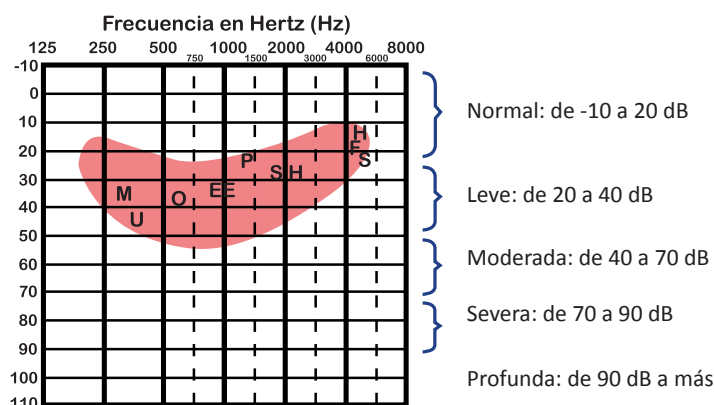 Frecuencia en Hertz (Hz)
125 250 500 1000 2000 4000 8000
750 1500 3000 6000
-10
0
10
20
30
40
50
60
70
80
90
100
110
H
F
P S
S H
M O EE
U
Normal: de -10 a 20 dB
Leve: de 20 a 40 dB
Moderada: de 40 a 70 dB
Severa: de 70 a 90 dB
Profunda: de 90 dB a más